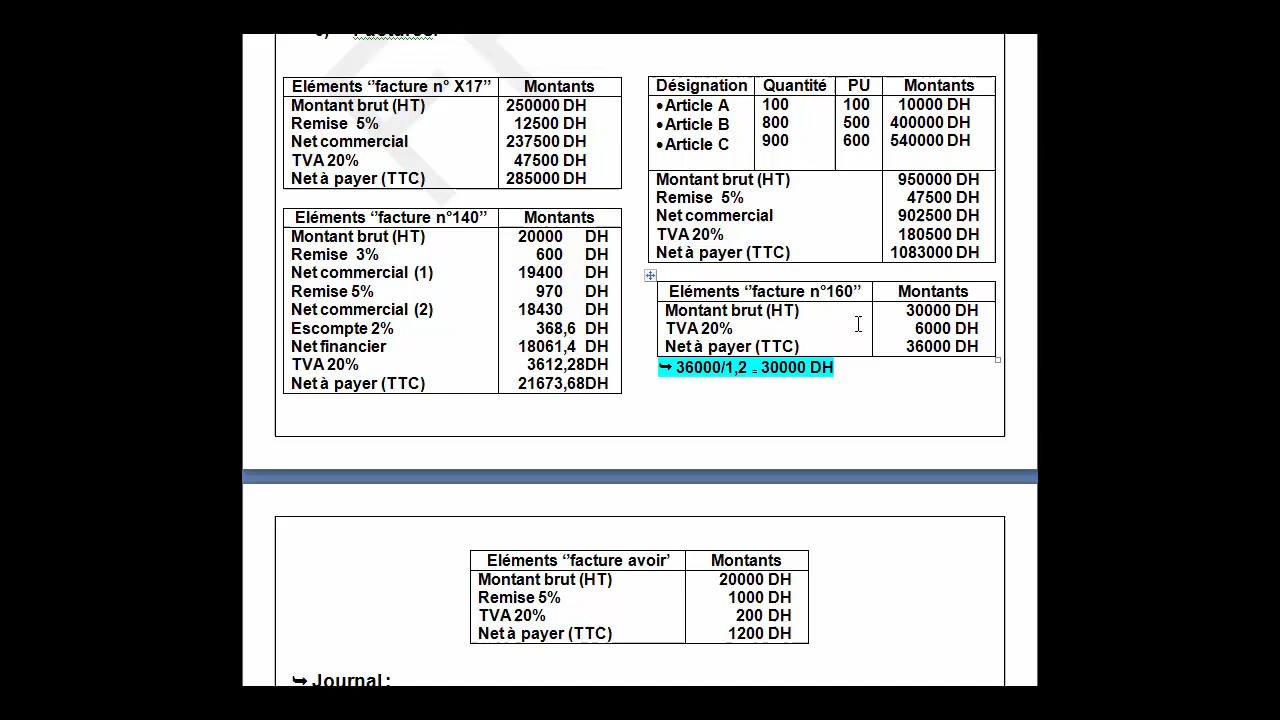 Factures:
Eléments ‘’facture n° X17’’ Montants
Montant brut (HT) 250000 DH
Remise 5% 12500 DH
Net commercial 237500 DH
TVA 20% 47500 DH
Net à payer (TTC) 285000 DH
Eléments ‘’facture n°140’’ Montants
Montant brut (HT) 20000 DH
Remise 3% 600 DH
Net commercial (1) 19400 DH
Remise 5% 970 DH
Net commercial (2) 18430 DH
Escompte 2% 368,6 DH
Net financier 18061,4 DH
TVA 20% 3612,28DH
Net à payer (TTC) 21673,68DH
Désignation Quantité PU Montants
•Article A 100 100 10000 DH
•Article B 800 500 400000 DH
•Article C 900 600 540000 DH
Montant brut (HT) 950000 DH
Remise 5% 47500 DH
Net commercial 902500 DH
TVA 20% 180500 DH
Net à payer (TTC) 1083000 DH
Eléments ‘’facture n°160’’ Montants
Montant brut (HT) 30000 DH
TVA 20% 6000 DH
Net à payer (TTC) 36000 DH
➥ 36000/1,2 = 30000 DH
Eléments ‘’facture avoir’ Montants
Montant brut (HT) 20000 DH
Remise 5% 1000 DH
TVA 20% 200 DH
Net à payer (TTC) 1200 DH
➥ Journal :